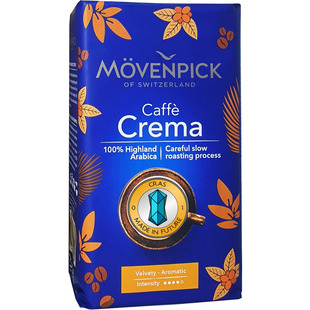 MÖVENPICK
OF SWITZERLAND
Caffè
Crema
100% Highland Arabica
Careful slow roasting process
CRAS
MADE IN FUTURE
Velvety - Aromatic
Intensity